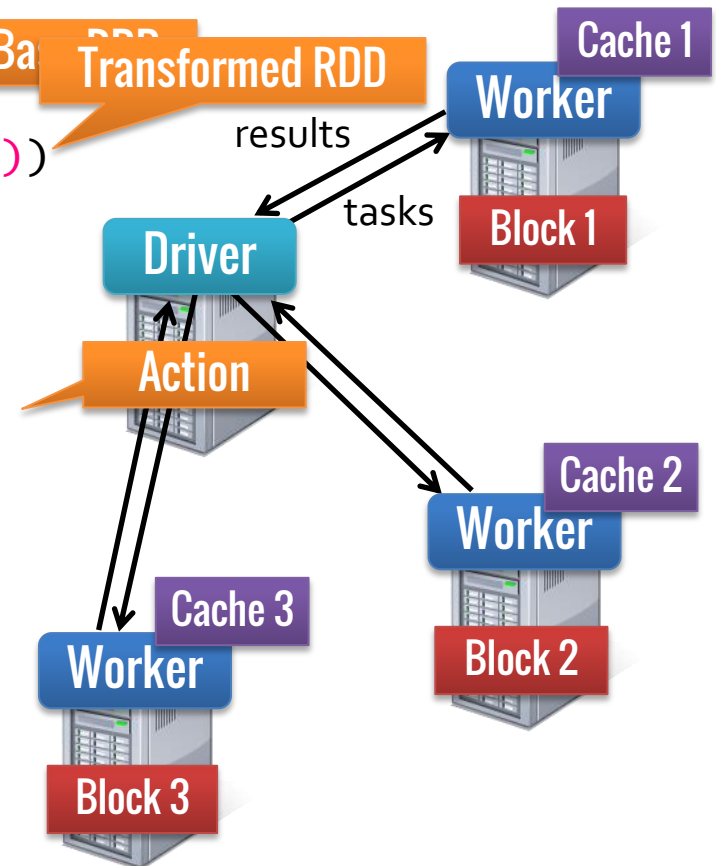 Cache 1
Transformed RDD
Worker
))
results
tasks
Block 1
Driver
Action
Cache 2
Worker
Cache 3
Block 2
Worker
Block 3